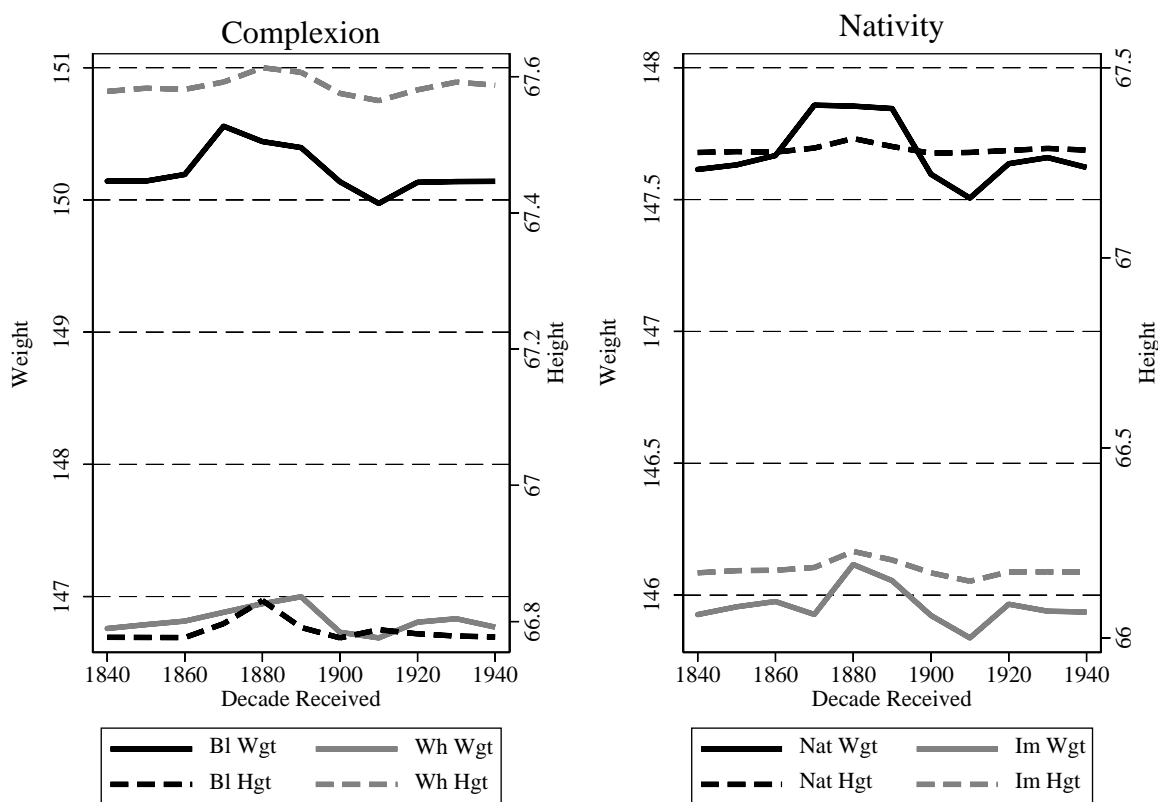 Complexion
151
150
149
148
147
Weight
67.6
67.4
67.2
67
66.8
Height
1840 1860 1880 1900 1920 1940
Decade Received
Bl Wgt Wh Wgt
Bl Hgt Wh Hgt
Nativity
148
147.5
147
146.5
146
Weight
67.5
67
66.5
66
Height
1840 1860 1880 1900 1920 1940
Decade Received
Nat Wgt Im Wgt
Nat Hgt Im Hgt